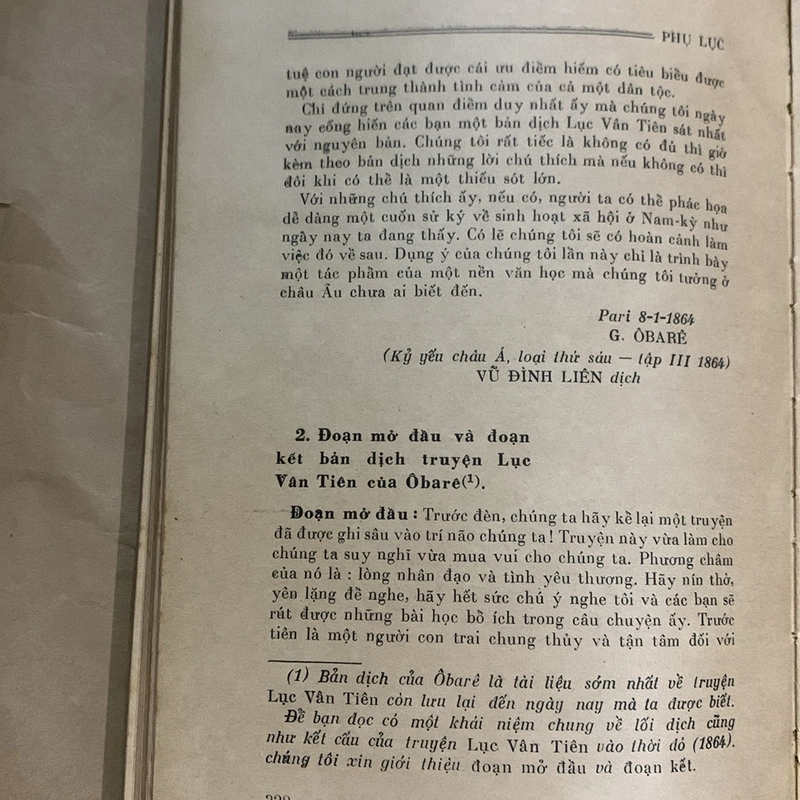 PHỤ LỤC
tuệ con người đạt được cái ưu điểm hiếm có tiêu biểu được
một cách trung thành tình cảm của cả một dân tộc.
Chỉ đứng trên quan điểm duy nhất ấy mà chúng tôi ngày
nay cống hiến các bạn một bản dịch Lục Vân Tiên sát nhất
với nguyên bản. Chúng tôi rất tiếc là không có đủ thì giờ
kèm theo bản dịch những lời chú thích mà nếu không có thì
đôi khi có thể là một thiếu sót lớn.
Với những chú thích ấy, nếu có, người ta có thể phác họa
dễ dàng một cuốn sử ký về sinh hoạt xã hội ở Nam-kỳ như
ngày nay ta đang thấy. Có lẽ chúng tôi sẽ có hoàn cảnh làm
việc đó về sau. Dụng ý của chúng tôi lần này chỉ là trình bày
một tác phẩm của một nền văn học mà chúng tôi tưởng ở
châu Âu chưa ai biết đến.
Pari 8-1-1864
G. ÔBARÊ
(Kỷ yếu châu Á, loại thứ sáu — tập III 1864)
VŨ ĐÌNH LIÊN dịch
2. Đoạn mở đầu và đoạn
kết bản dịch truyện Lục
Vân Tiên của Ôbarê(1).
Đoạn mở đầu : Trước đèn, chúng ta hãy kể lại một truyện
đã được ghi sâu vào trí não chúng ta! Truyện này vừa làm cho
chúng ta suy nghĩ vừa mua vui cho chúng ta. Phương châm
của nó là : lòng nhân đạo và tình yêu thương. Hãy nín thở,
yên lặng để nghe, hãy hết sức chú ý nghe tôi và các bạn sẽ
rút được những bài học bổ ích trong câu chuyện ấy. Trước
tiên là một người con trai chung thủy và tận tâm đối với
(1) Bản dịch của Ôbarê là tài liệu sớm nhất về truyện
Lục Vân Tiên còn lưu lại đến ngày nay mà ta được biết.
Để bạn đọc có một khái niệm chung về lối dịch cũng
như kết cấu của truyện Lục Vân Tiên vào thời đó (1864).
chúng tôi xin giới thiệu đoạn mở đầu và đoạn kết.